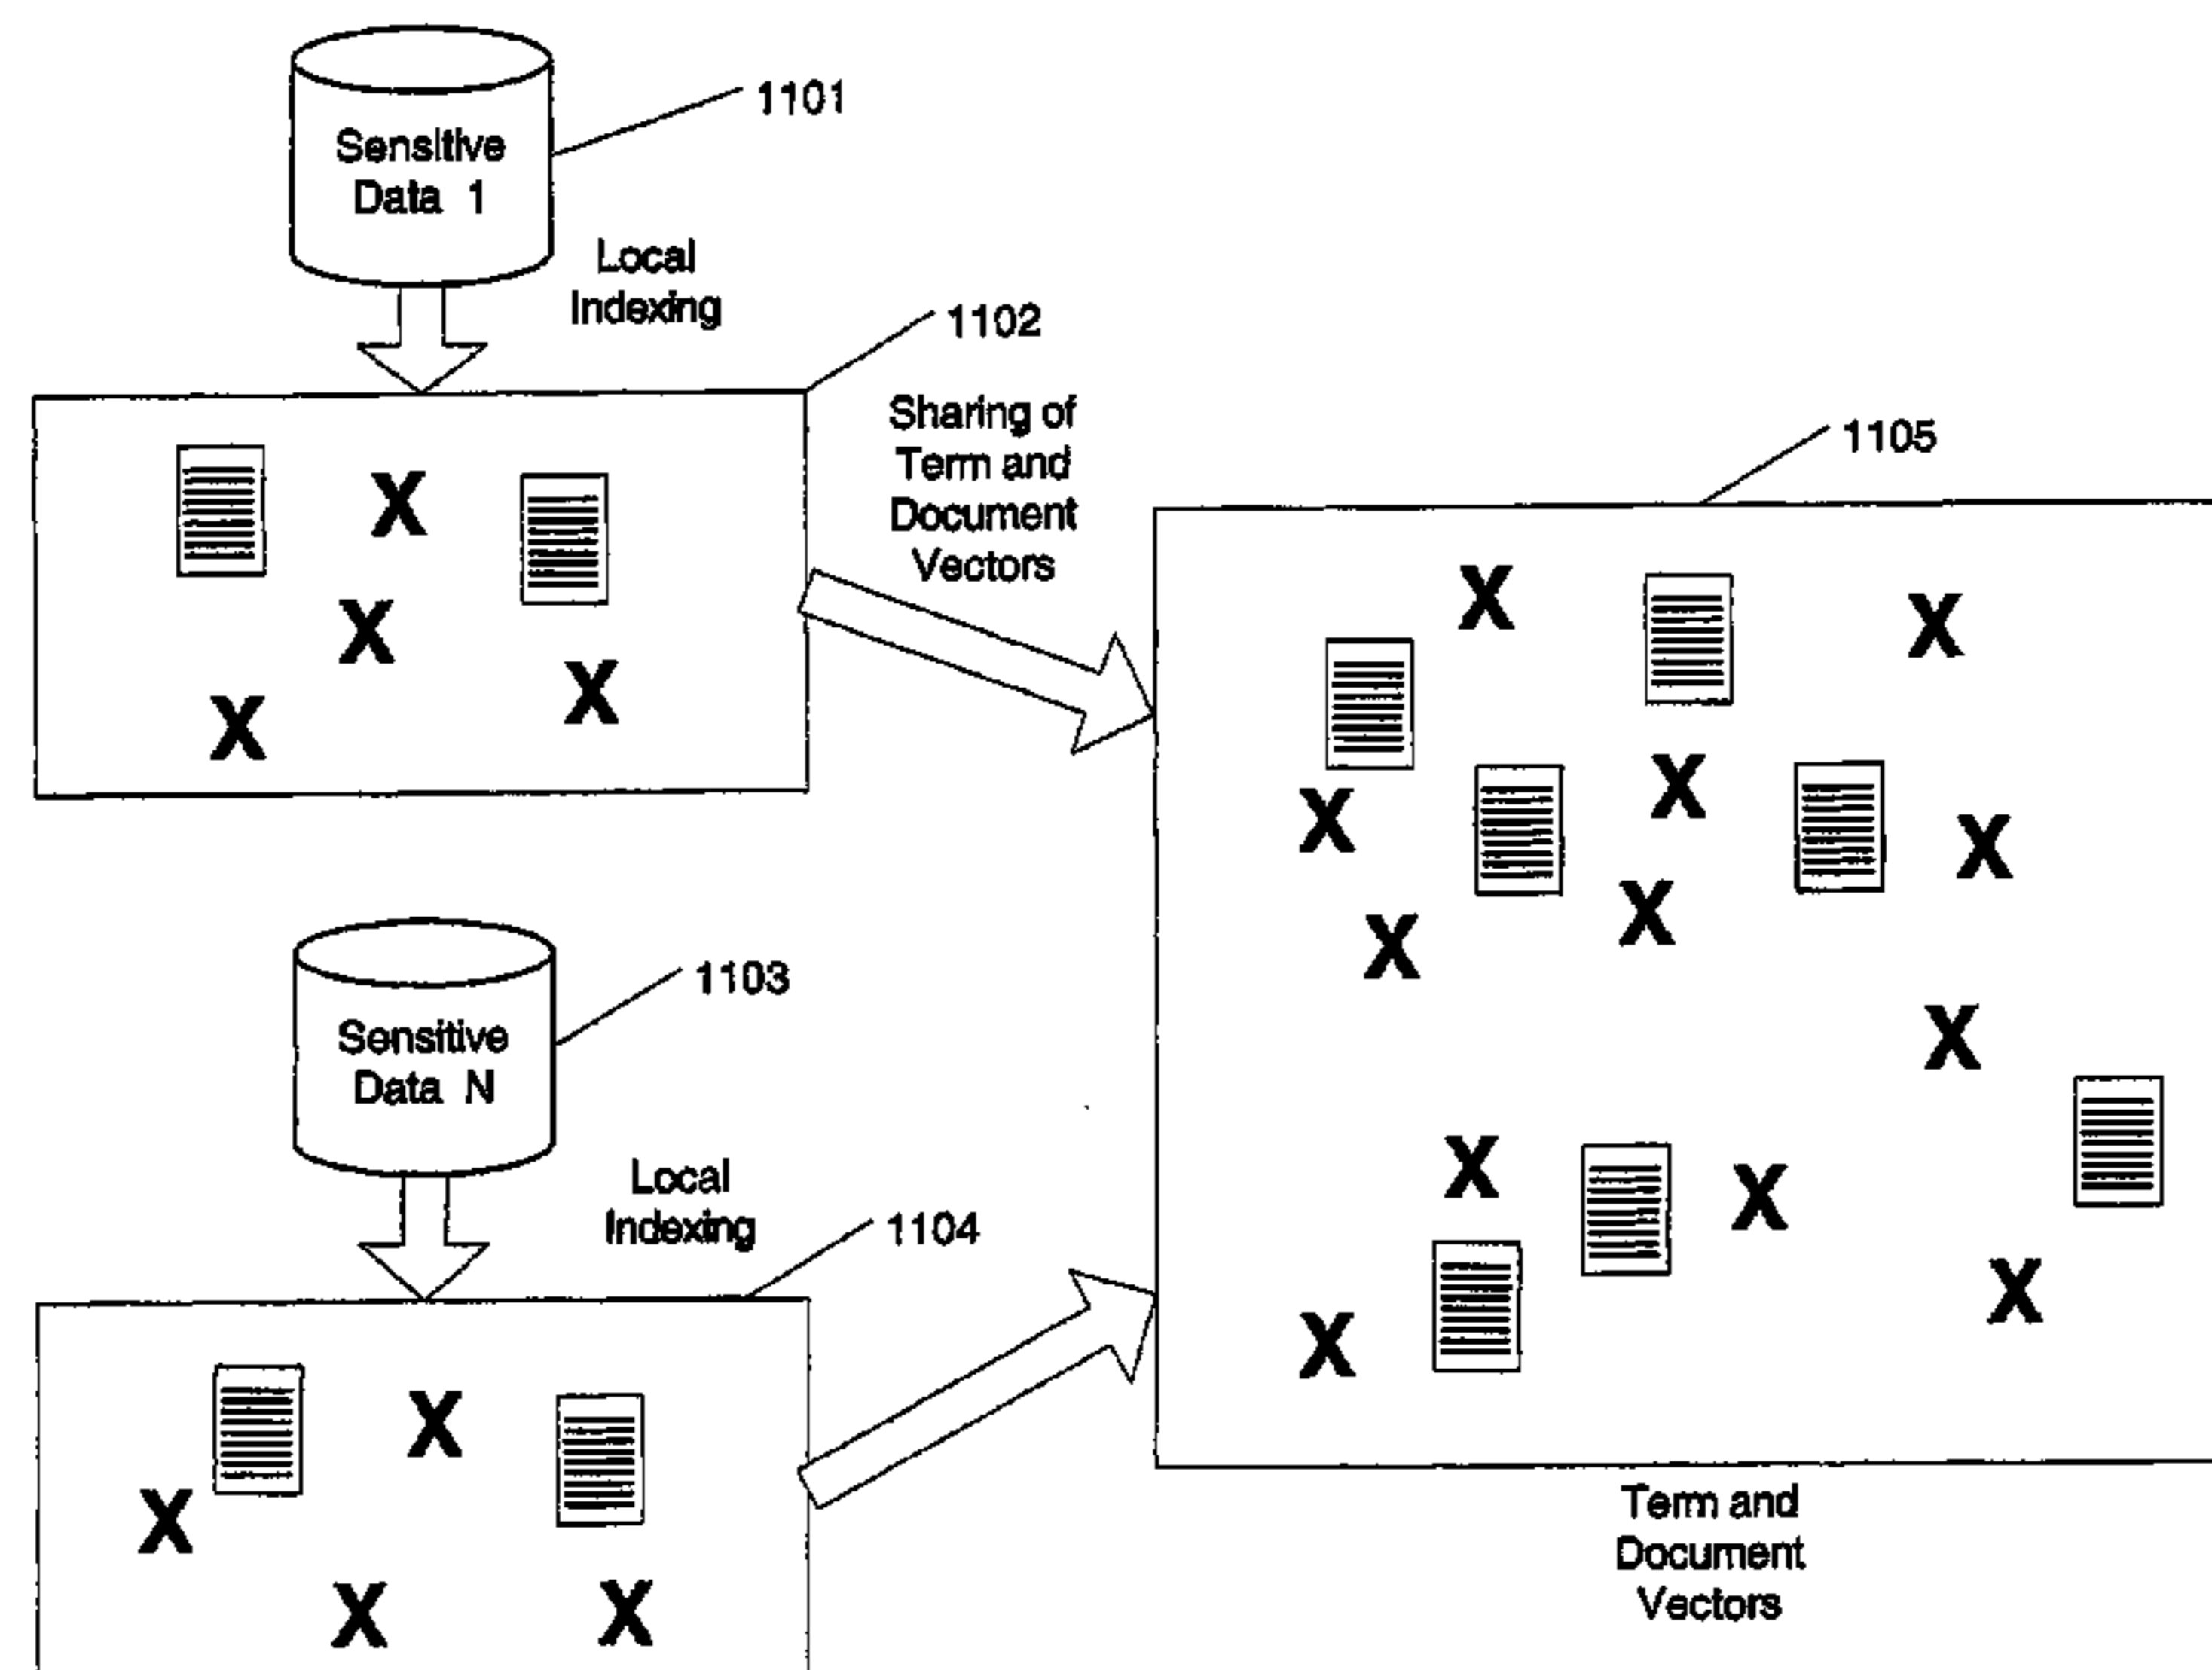 1101
Sensitive
Data 1
Local
Indexing
1102
Sharing of
Term and
Document
Vectors
1105
X
X
X
X
X
X
X
X
X
X
X
1103
Sensitive
Data N
X
X
Local
Indexing
1104
X
X
X
X
X
X
X
Term and
Document
Vectors